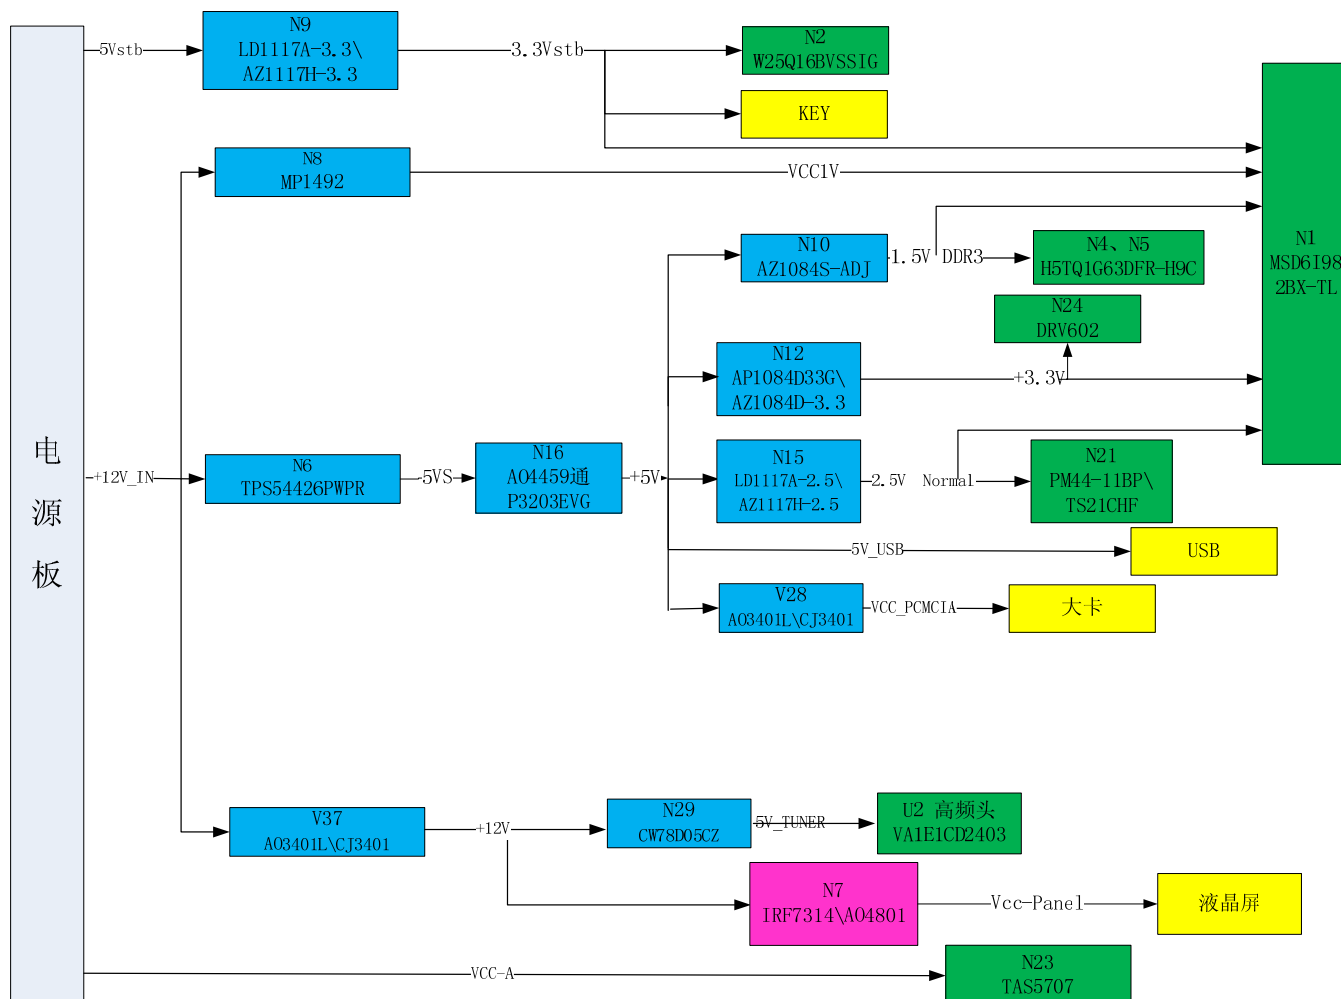 电
源
板
5Vstb
N9
LD1117A-3.3\
AZ1117H-3.3
3.3Vstb
N2
W25Q16BVSSIG
KEY
N8
MP1492
VCC1V
N1
MSD6I98
2BX-TL
N10
AZ1084S-ADJ
1.5V DDR3
N4、N5
H5TQ1G63DFR-H9C
N24
DRV602
N12
AP1084D33G\
AZ1084D-3.3
+3.3V
+12V_IN
N6
TPS54426PWPR
5VS
N16
AO4459通
P3203EVG
+5V
N15
LD1117A-2.5\
AZ1117H-2.5
2.5V Normal
N21
PM44-11BP\
TS21CHF
5V_USB
USB
V28
AO3401L\CJ3401
VCC_PCMCIA
大卡
V37
AO3401L\CJ3401
+12V
N29
CW78D05CZ
5V_TUNER
U2 高频头
VA1E1CD2403
N7
IRF7314\AO4801
Vcc-Panel
液晶屏
VCC-A
N23
TAS5707